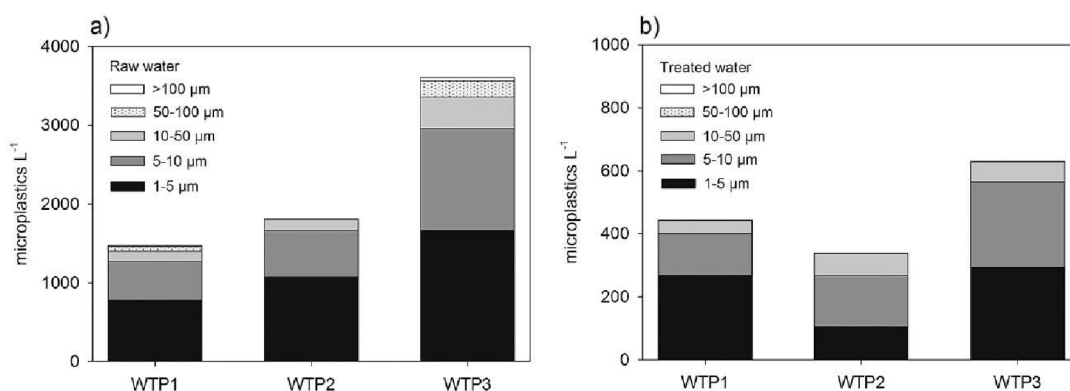 a)
4000
3000
2000
1000
0
microplastics L⁻¹
Raw water
>100 µm
50-100 µm
10-50 µm
5-10 µm
1-5 µm
WTP1 WTP2 WTP3
b)
1000
800
600
400
200
0
microplastics L⁻¹
Treated water
>100 µm
50-100 µm
10-50 µm
5-10 µm
1-5 µm
WTP1 WTP2 WTP3